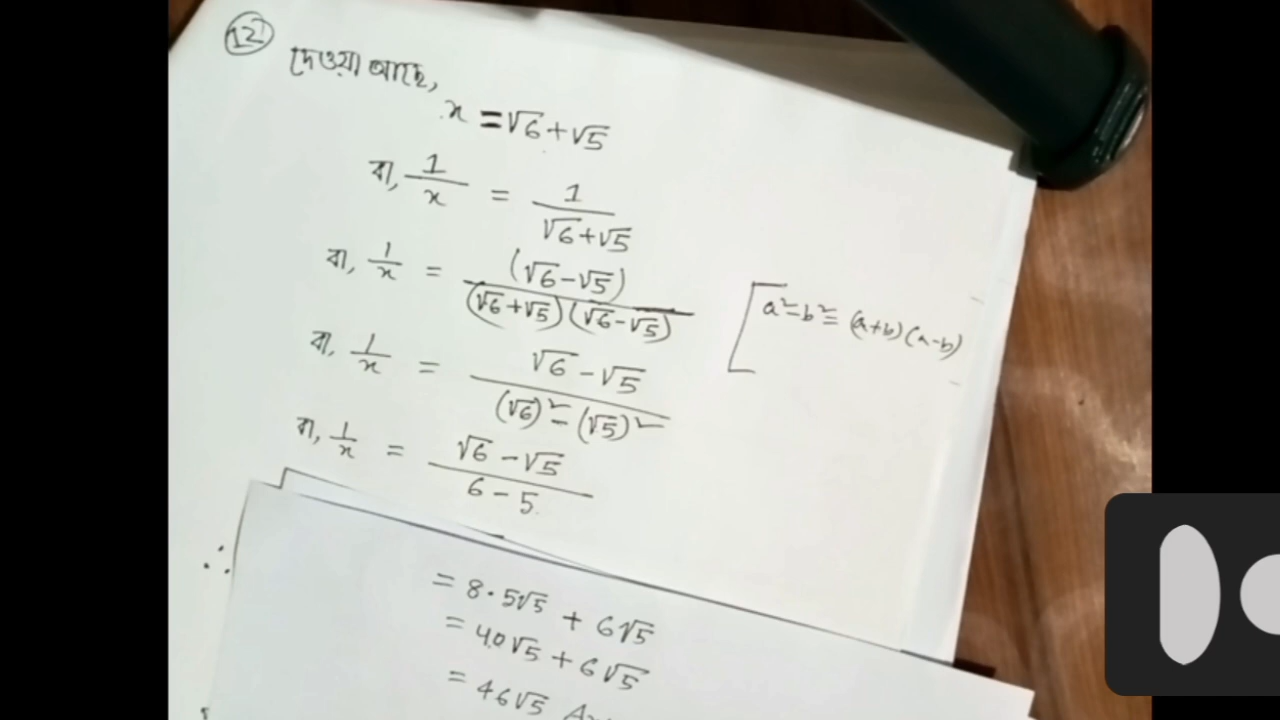 12
দেওয়া আছে,
x = √6 + √5
বা, 1/x = 1/(√6+√5)
বা, 1/x = (√6-√5)/(√6+√5)(√6-√5) [a²-b² = (a+b)(a-b)
বা, 1/x = √6-√5/(√6)²-(√5)²
বা, 1/x = √6-√5/6-5
∴
= 8·5√5 + 6√5
= 40√5 + 6√5
= 46√5